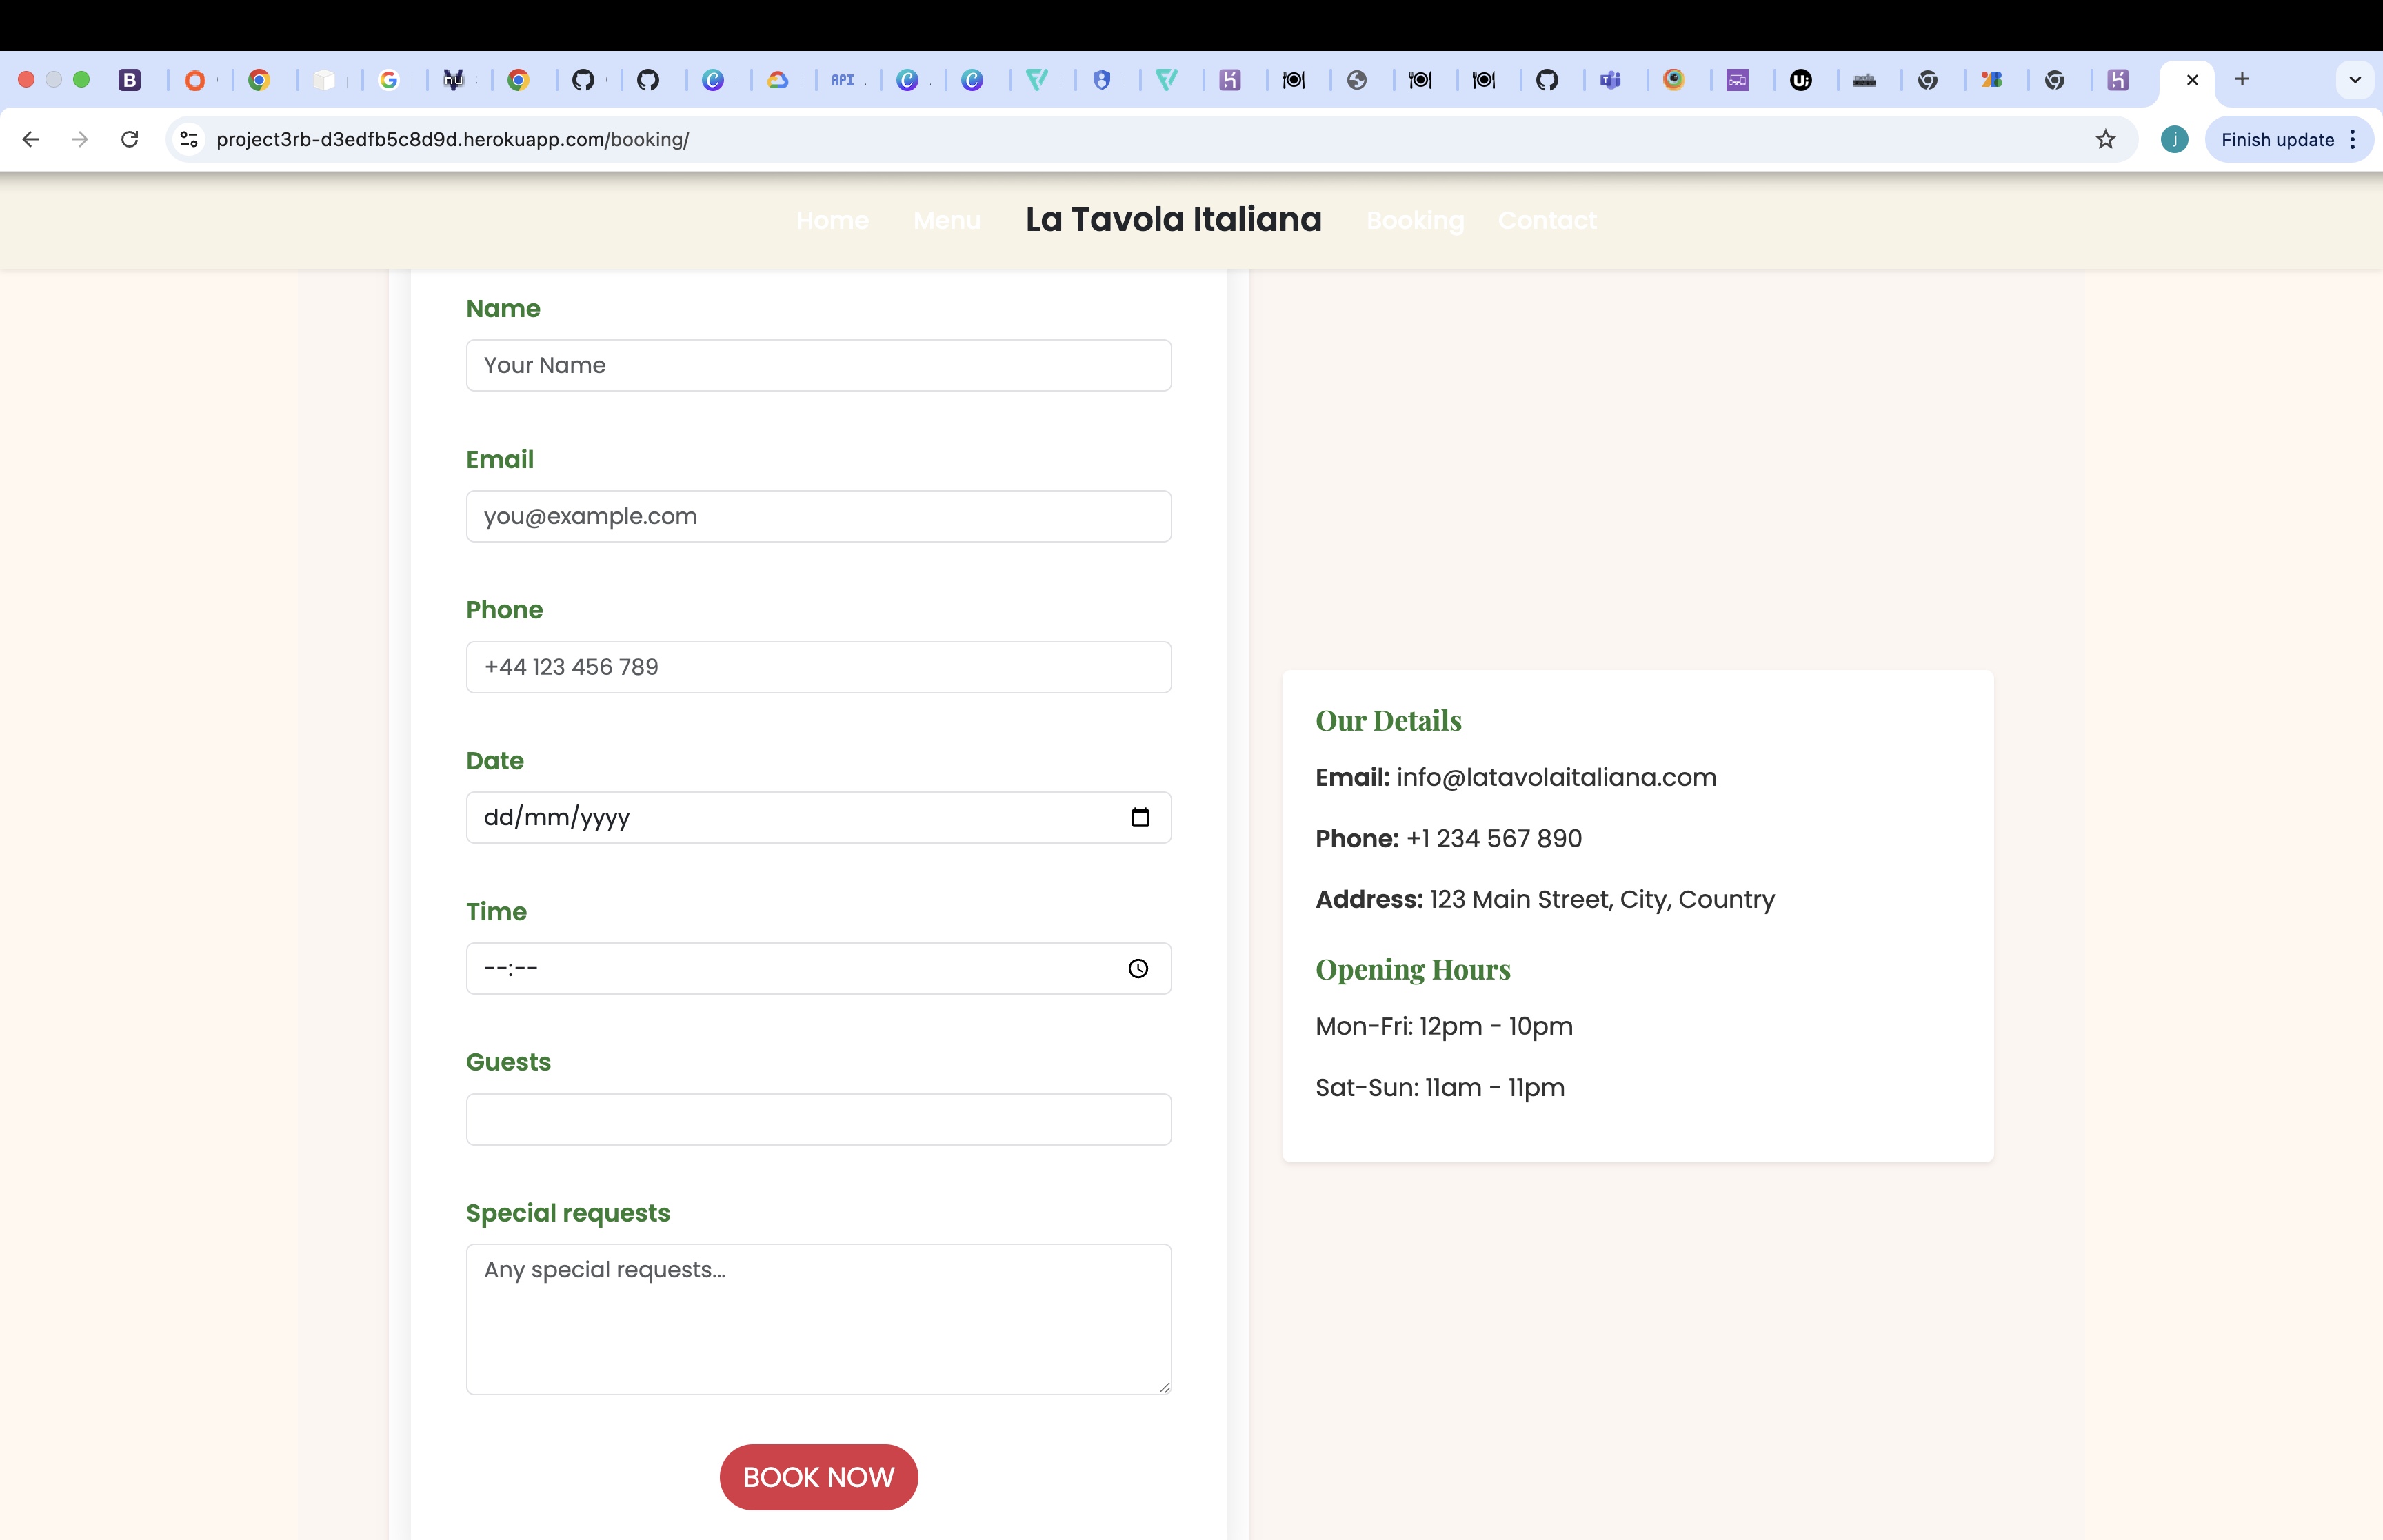 API
project3rb-d3edfb5c8d9d.herokuapp.com/booking/
j
Finish update
Home Menu La Tavola Italiana Booking Contact
Name
Your Name
Email
you@example.com
Phone
+44 123 456 789
Date
dd/mm/yyyy
Time
--:--
Guests
Special requests
Any special requests...
BOOK NOW
Our Details
Email: info@latavolaitaliana.com
Phone: +1 234 567 890
Address: 123 Main Street, City, Country
Opening Hours
Mon-Fri: 12pm - 10pm
Sat-Sun: 11am - 11pm